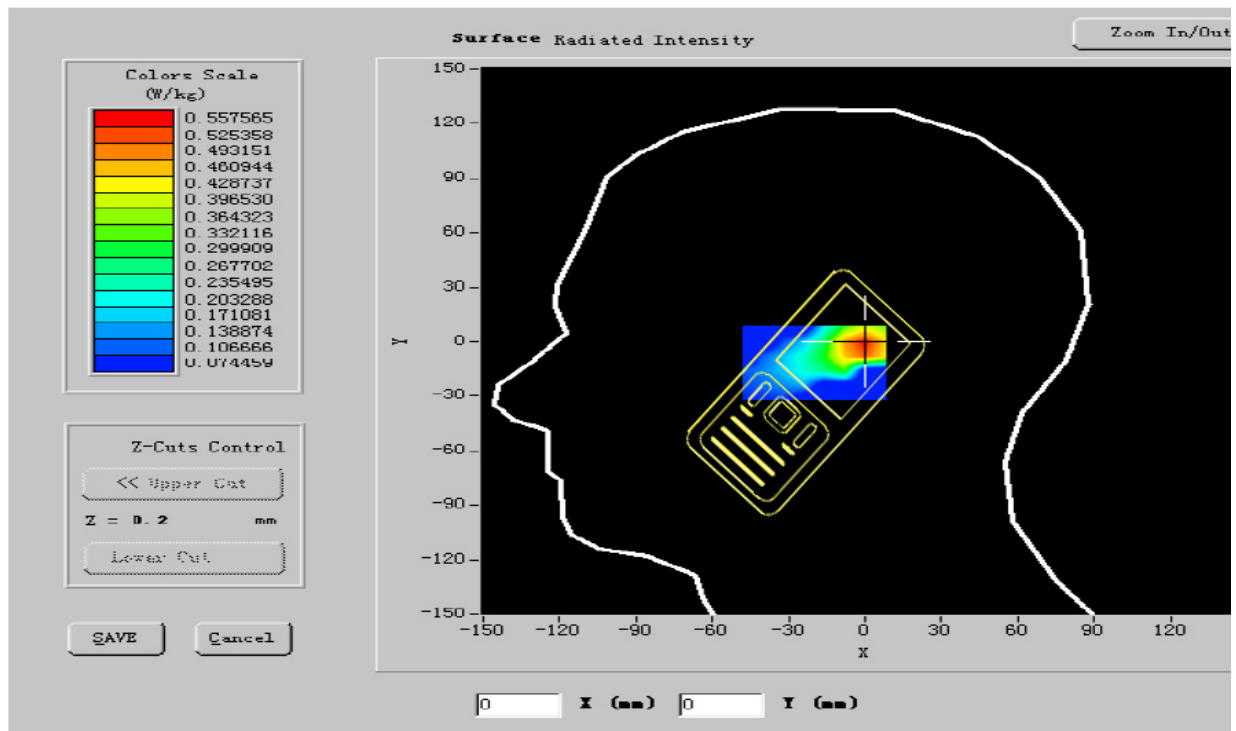 Surface Radiated Intensity
Zoom In/Out
Colors Scale
(W/kg)
0.557565
0.525358
0.493151
0.460944
0.428737
0.396530
0.364323
0.332116
0.299909
0.267702
0.235495
0.203288
0.171081
0.138874
0.106666
0.074459
Z-Cuts Control
<< Upper Cut
Z = 0.2 mm
Lower Cut
SAVE
Cancel
150
120
90
60
30
0
-30
-60
-90
-120
-150
Y
-150 -120 -90 -60 -30 0 30 60 90 120
X
0 X (mm) 0 Y (mm)